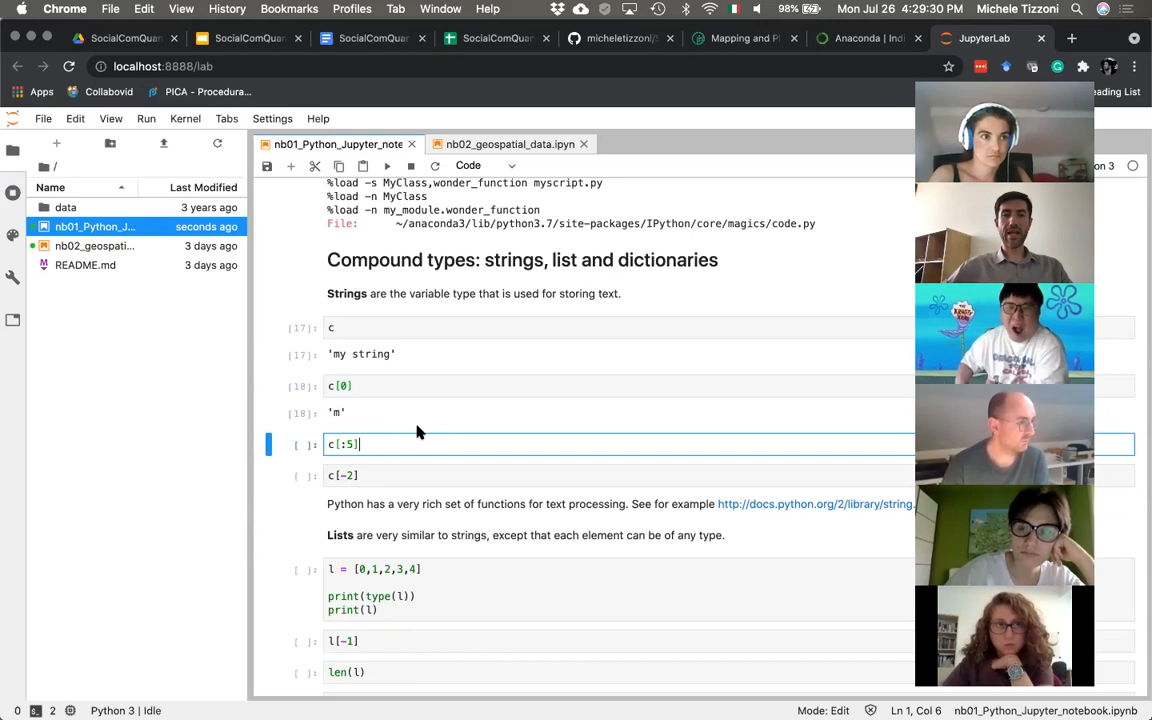 Chrome File Edit View History Bookmarks Profiles Tab Window Help 98% Mon Jul 26 4:29:30 PM Michele Tizzoni
SocialComQuan SocialComQuan SocialComQuan SocialComQuan micheletizzoni/ Mapping and Pl Anaconda | Indi JupyterLab
localhost:8888/lab
Apps Collabovid PICA - Procedura... eading List
File Edit View Run Kernel Tabs Settings Help
nb01_Python_Jupyter_note nb02_geospatial_data.ipyn
/ Code n 3
Name Last Modified
data 3 years ago
nb01_Python_J... seconds ago
nb02_geospati... 3 days ago
README.md 3 days ago
%load -s MyClass,wonder_function myscript.py
%load -n MyClass
%load -n my_module.wonder_function
File: ~/anaconda3/lib/python3.7/site-packages/IPython/core/magics/code.py
Compound types: strings, list and dictionaries
Strings are the variable type that is used for storing text.
[17]: c
[17]: 'my string'
[18]: c[0]
[18]: 'm'
[ ]: c[:5]
[ ]: c[-2]
Python has a very rich set of functions for text processing. See for example http://docs.python.org/2/library/string.
Lists are very similar to strings, except that each element can be of any type.
[ ]: l = [0,1,2,3,4]
print(type(l))
print(l)
[ ]: l[-1]
[ ]: len(l)
0 2 Python 3 | Idle Mode: Edit Ln 1, Col 6 nb01_Python_Jupyter_notebook.ipynb